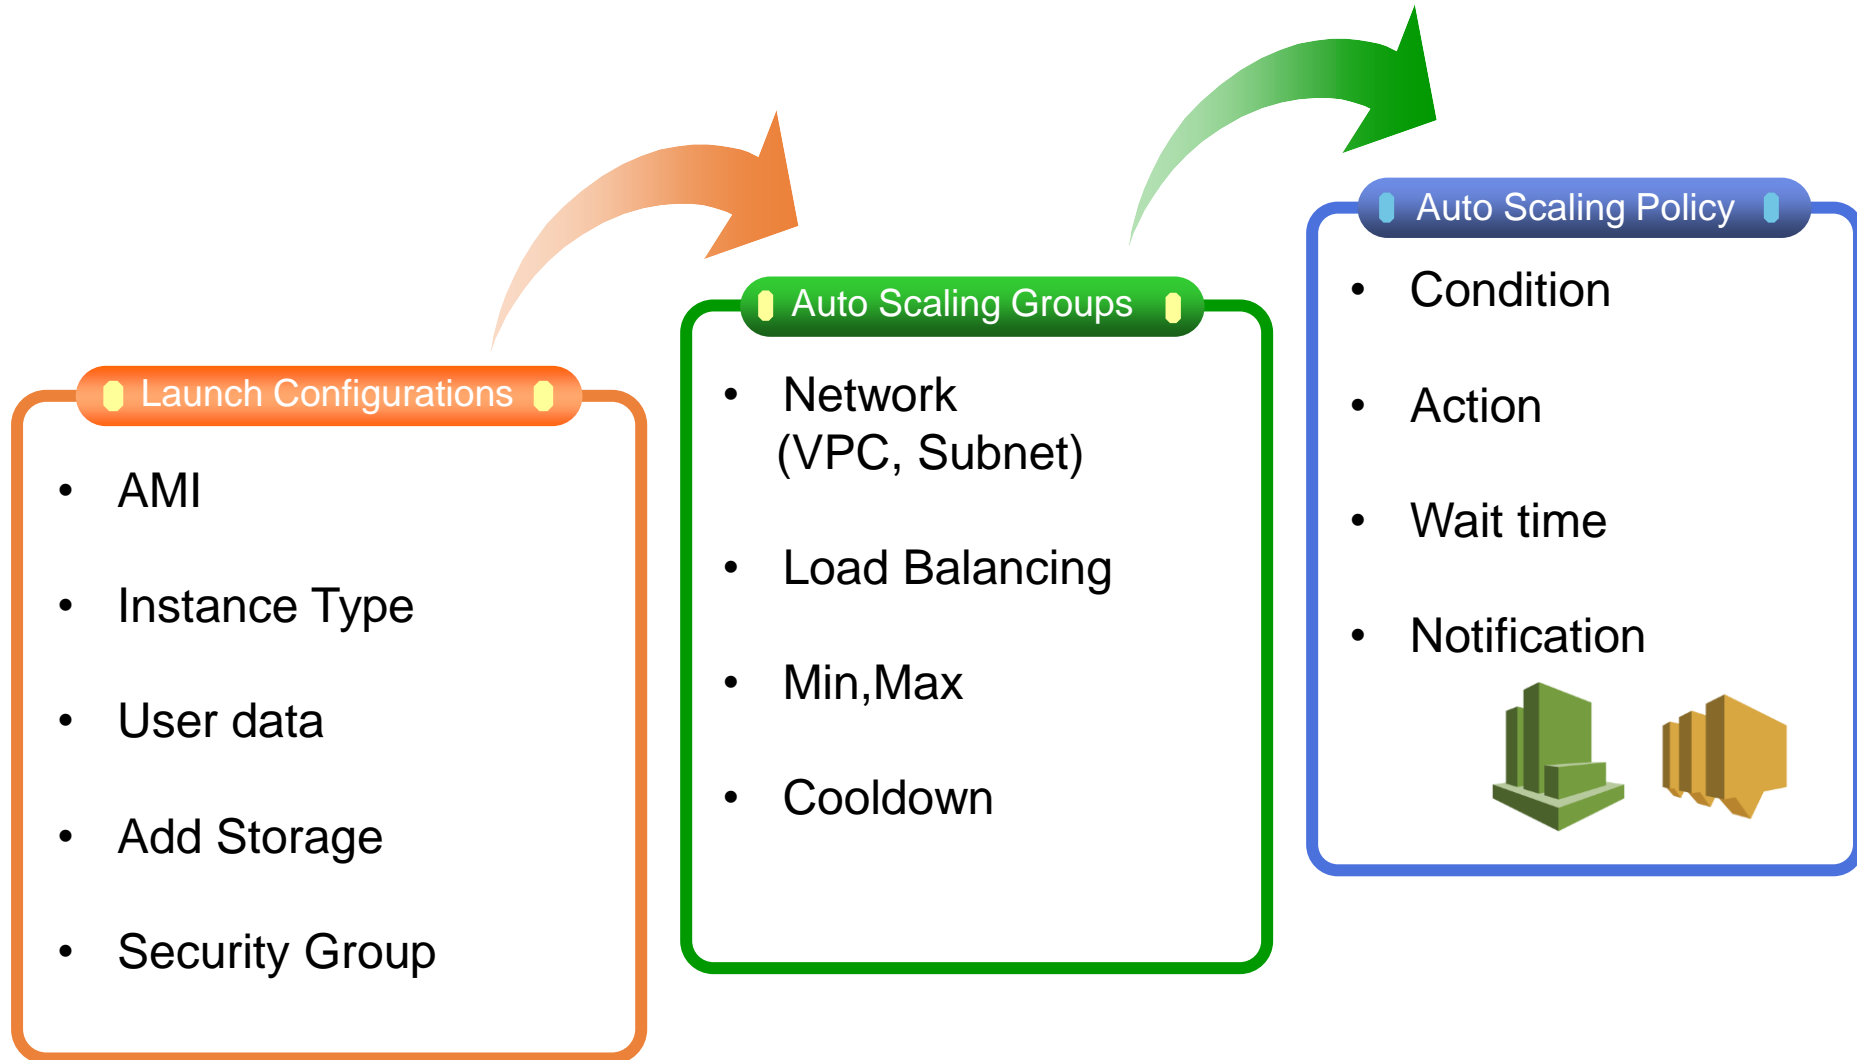 Launch Configurations
• AMI
• Instance Type
• User data
• Add Storage
• Security Group
Auto Scaling Groups
• Network
(VPC, Subnet)
• Load Balancing
• Min,Max
• Cooldown
Auto Scaling Policy
• Condition
• Action
• Wait time
• Notification